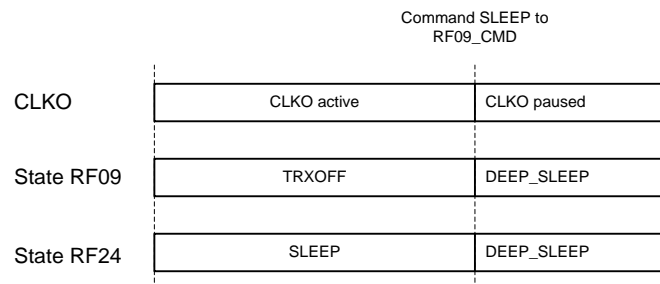 Command SLEEP to
RF09_CMD
CLKO
CLKO active
CLKO paused
State RF09
TRXOFF
DEEP_SLEEP
State RF24
SLEEP
DEEP_SLEEP